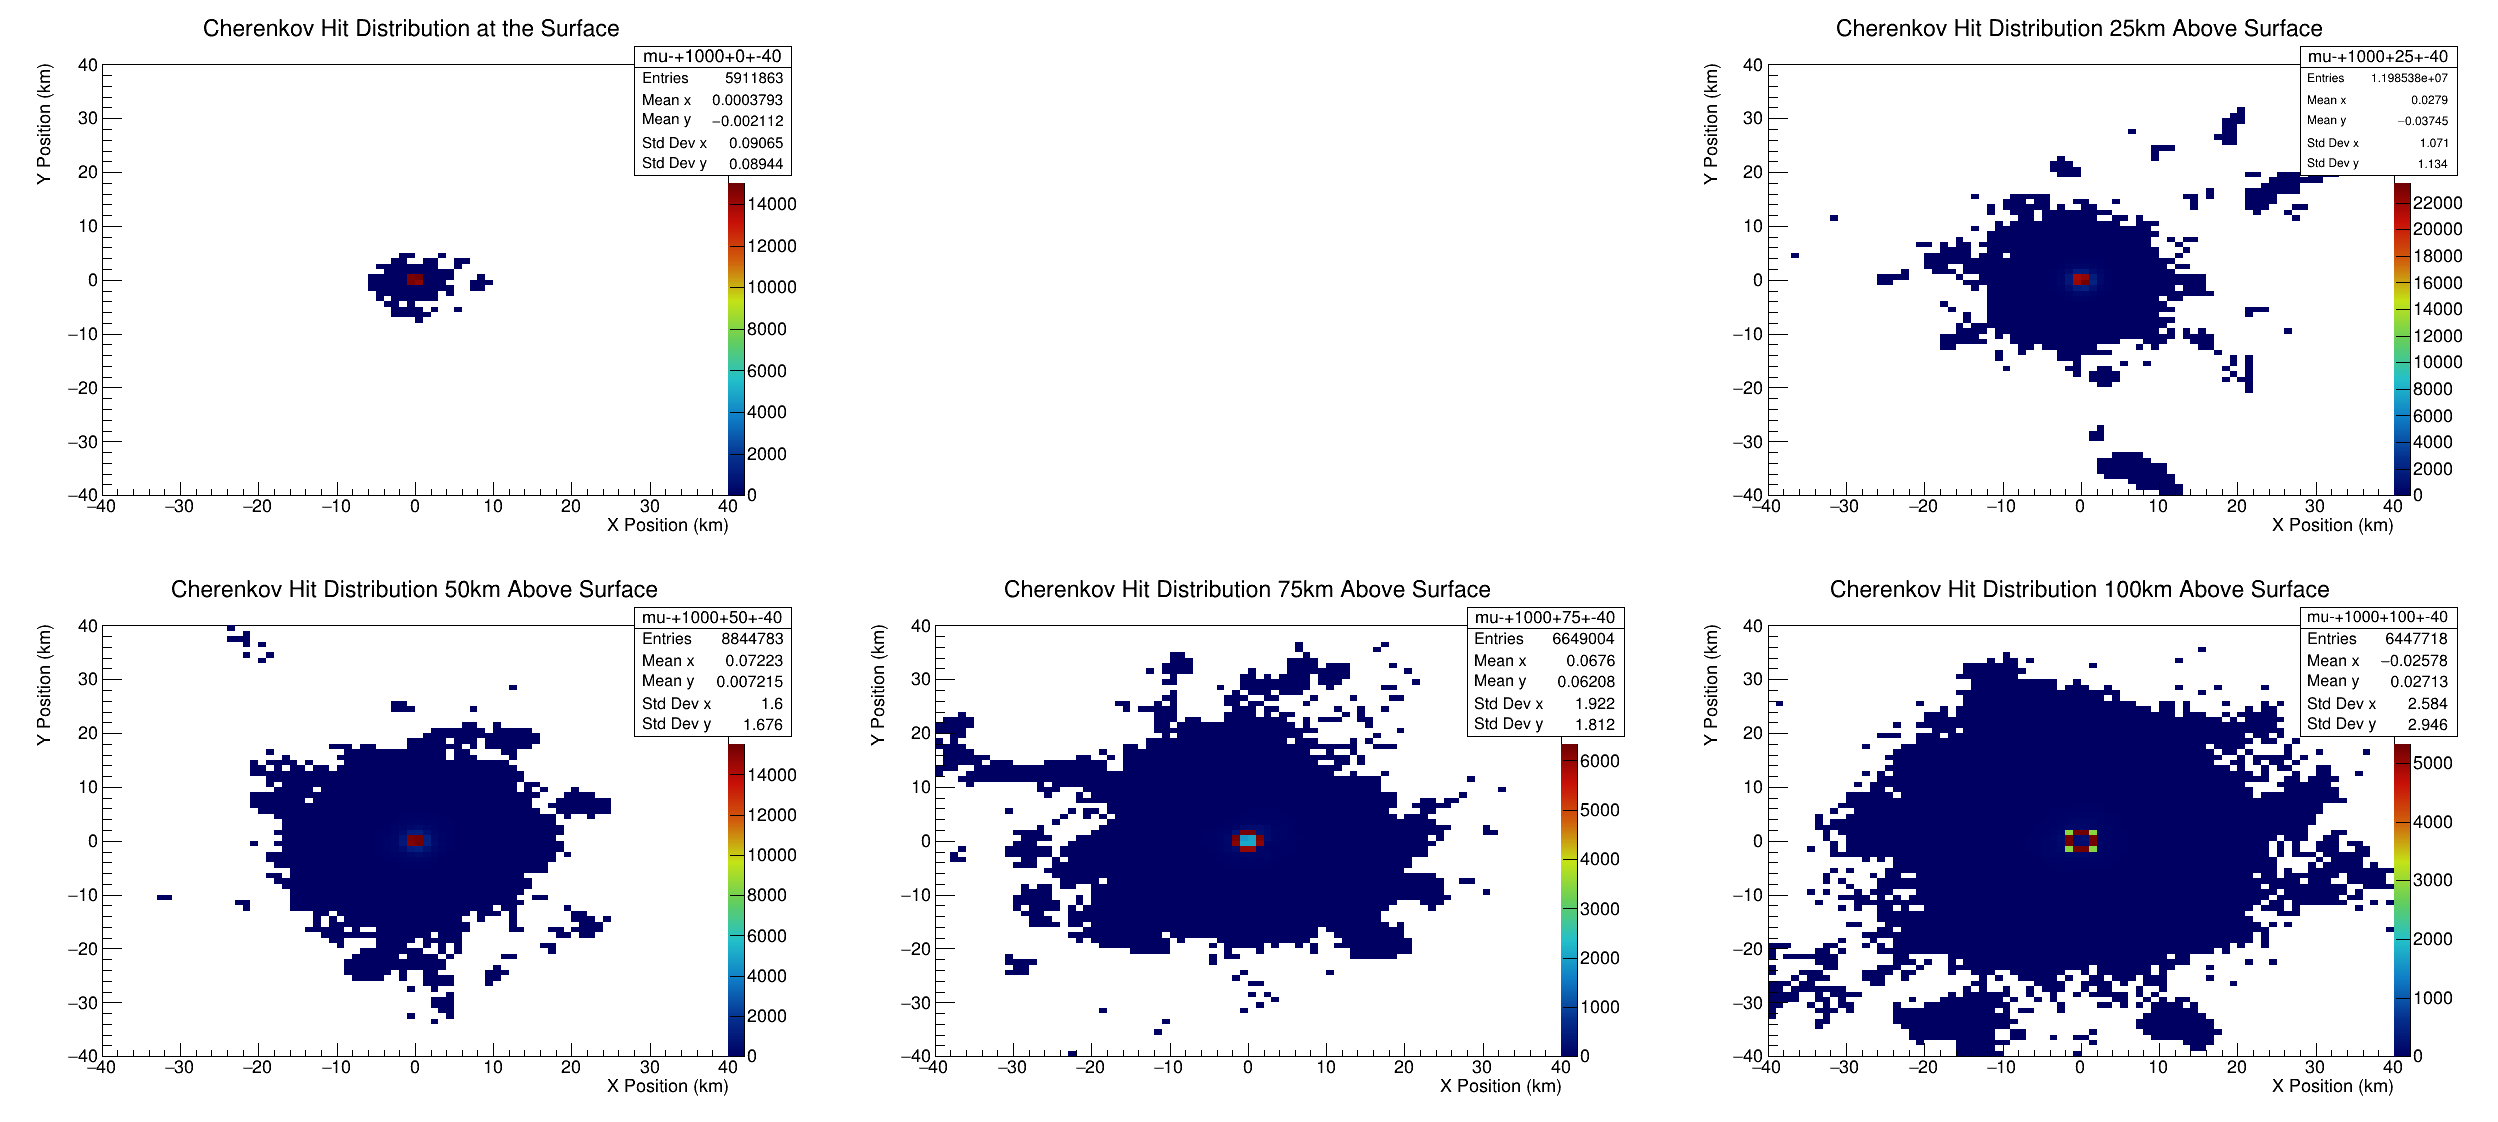 Cherenkov Hit Distribution at the Surface
mu-+1000+0+-40
Entries 5911863
Mean x 0.0003793
Mean y −0.002112
Std Dev x 0.09065
Std Dev y 0.08944
Y Position (km)
40
30
20
10
0
−10
−20
−30
−40
−40 −30 −20 −10 0 10 20 30 40
X Position (km)
14000
12000
10000
8000
6000
4000
2000
0
Cherenkov Hit Distribution 25km Above Surface
mu-+1000+25+-40
Entries 1.198538e+07
Mean x 0.0279
Mean y −0.03745
Std Dev x 1.071
Std Dev y 1.134
Y Position (km)
40
30
20
10
0
−10
−20
−30
−40
−40 −30 −20 −10 0 10 20 30 40
X Position (km)
22000
20000
18000
16000
14000
12000
10000
8000
6000
4000
2000
0
Cherenkov Hit Distribution 50km Above Surface
mu-+1000+50+-40
Entries 8844783
Mean x 0.07223
Mean y 0.007215
Std Dev x 1.6
Std Dev y 1.676
Y Position (km)
40
30
20
10
0
−10
−20
−30
−40
−40 −30 −20 −10 0 10 20 30 40
X Position (km)
14000
12000
10000
8000
6000
4000
2000
0
Cherenkov Hit Distribution 75km Above Surface
mu-+1000+75+-40
Entries 6649004
Mean x 0.0676
Mean y 0.06208
Std Dev x 1.922
Std Dev y 1.812
Y Position (km)
40
30
20
10
0
−10
−20
−30
−40
−40 −30 −20 −10 0 10 20 30 40
X Position (km)
6000
5000
4000
3000
2000
1000
0
Cherenkov Hit Distribution 100km Above Surface
mu-+1000+100+-40
Entries 6447718
Mean x −0.02578
Mean y 0.02713
Std Dev x 2.584
Std Dev y 2.946
Y Position (km)
40
30
20
10
0
−10
−20
−30
−40
−40 −30 −20 −10 0 10 20 30 40
X Position (km)
5000
4000
3000
2000
1000
0